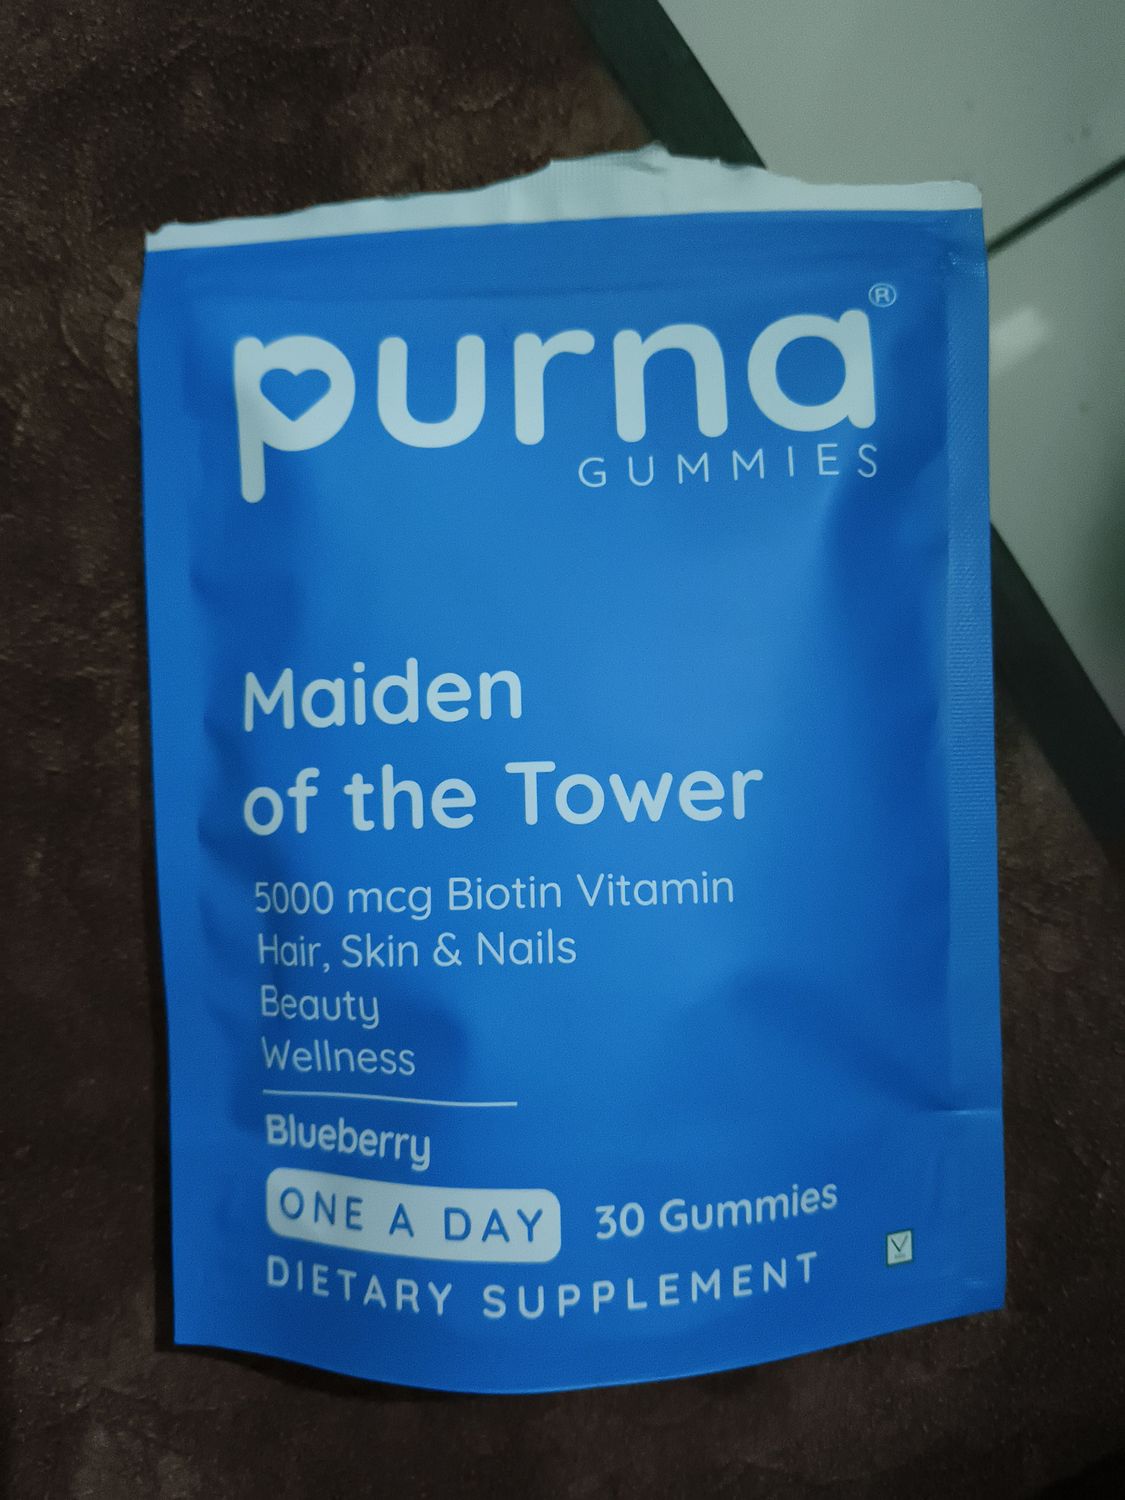 purna®
GUMMIES
Maiden
of the Tower
5000 mcg Biotin Vitamin
Hair, Skin & Nails
Beauty
Wellness
Blueberry
ONE A DAY 30 Gummies
DIETARY SUPPLEMENT